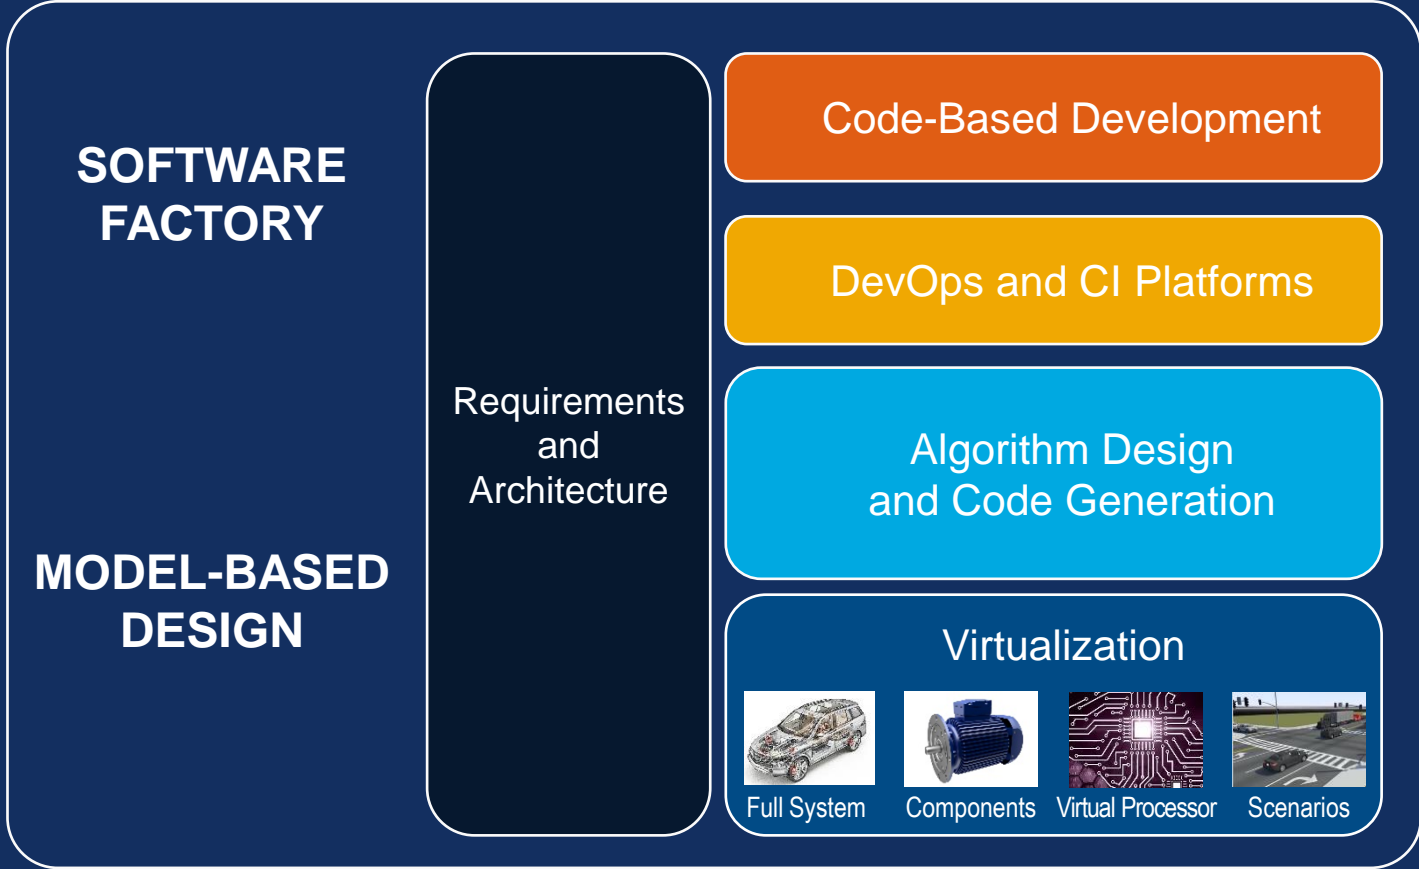 SOFTWARE
FACTORY
MODEL-BASED
DESIGN
Requirements
and
Architecture
Code-Based Development
DevOps and CI Platforms
Algorithm Design
and Code Generation
Virtualization
Full System
Components
Virtual Processor
Scenarios